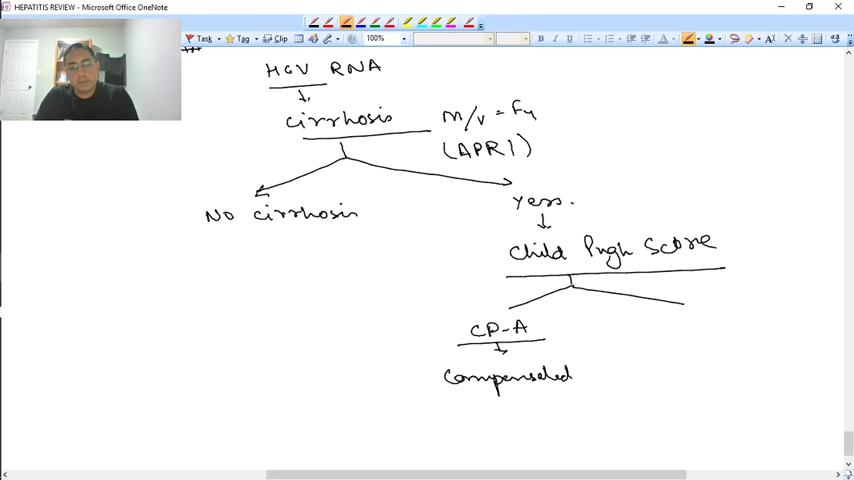 HEPATITIS REVIEW - Microsoft Office OneNote
Task Tag Clip 100%
HCV RNA
cirrhosis M/v = F4
(APRI)
No cirrhosis
Yess.
Child Pugh Score
CP-A
Compensated